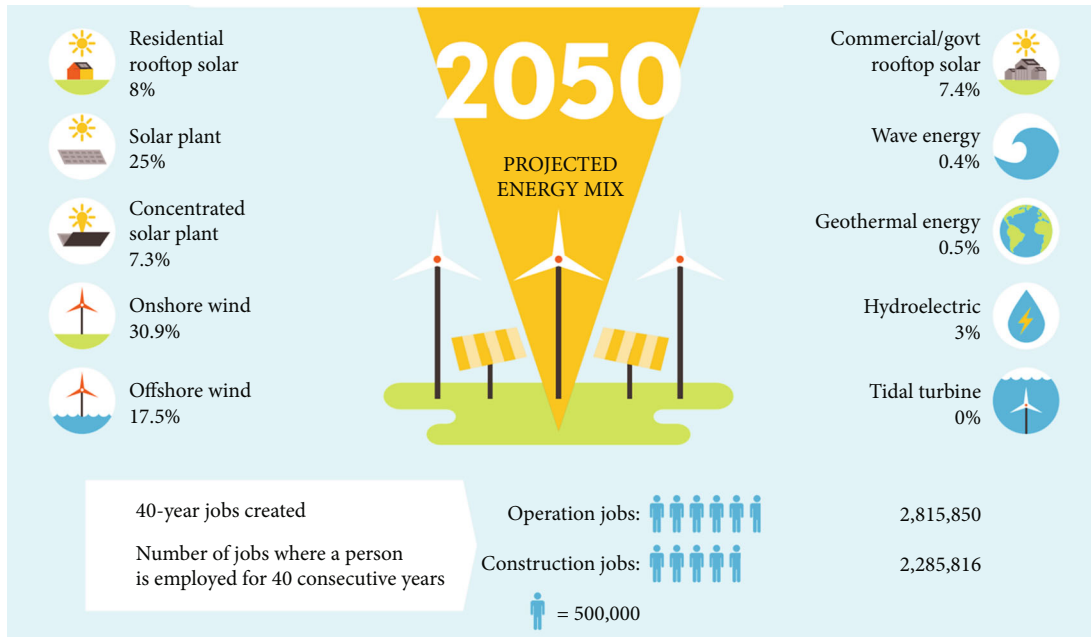 Residential
rooftop solar
8%
Solar plant
25%
Concentrated
solar plant
7.3%
Onshore wind
30.9%
Offshore wind
17.5%
2050
PROJECTED
ENERGY MIX
Commercial/govt
rooftop solar
7.4%
Wave energy
0.4%
Geothermal energy
0.5%
Hydroelectric
3%
Tidal turbine
0%
40-year jobs created
Number of jobs where a person
is employed for 40 consecutive years
Operation jobs: 2,815,850
Construction jobs: 2,285,816
= 500,000